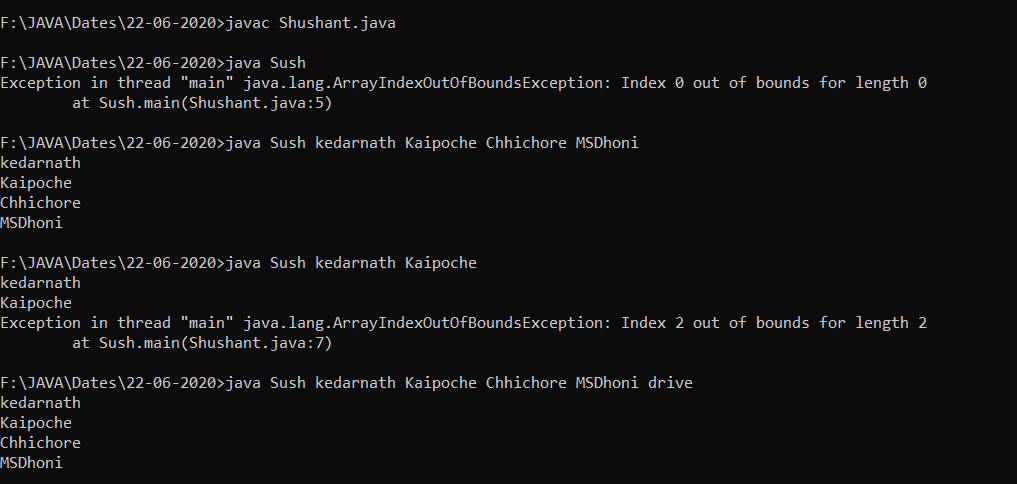 F:\JAVA\Dates\22-06-2020>javac Shushant.java
F:\JAVA\Dates\22-06-2020>java Sush
Exception in thread "main" java.lang.ArrayIndexOutOfBoundsException: Index 0 out of bounds for length 0
        at Sush.main(Shushant.java:5)
F:\JAVA\Dates\22-06-2020>java Sush kedarnath Kaipoche Chhichore MSDhoni
kedarnath
Kaipoche
Chhichore
MSDhoni
F:\JAVA\Dates\22-06-2020>java Sush kedarnath Kaipoche
kedarnath
Kaipoche
Exception in thread "main" java.lang.ArrayIndexOutOfBoundsException: Index 2 out of bounds for length 2
        at Sush.main(Shushant.java:7)
F:\JAVA\Dates\22-06-2020>java Sush kedarnath Kaipoche Chhichore MSDhoni drive
kedarnath
Kaipoche
Chhichore
MSDhoni